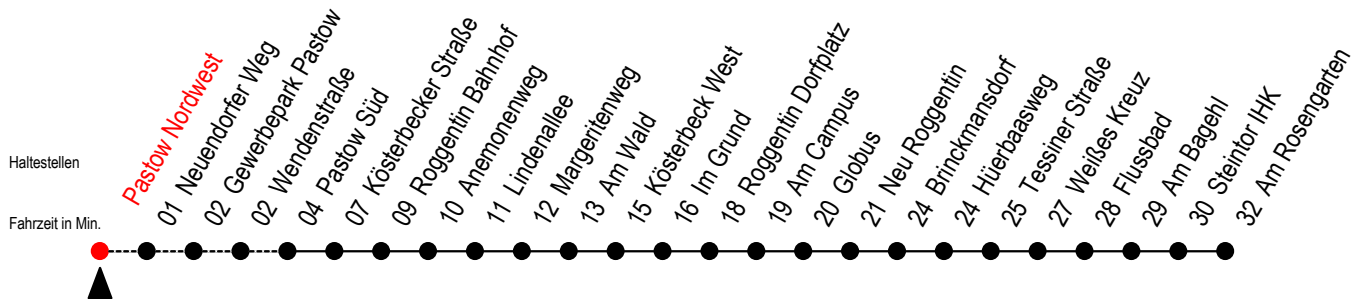 Haltestellen
Fahrzeit in Min.
Pastow Nordwest
01 Neuendorfer Weg
02 Gewerbepark Pastow
02 Wendenstraße
04 Pastow Süd
07 Kösterbecker Straße
09 Roggentin Bahnhof
10 Anemonenweg
11 Lindenallee
12 Margeritenweg
13 Am Wald
15 Kösterbeck West
16 Im Grund
18 Roggentin Dorfplatz
19 Am Campus
20 Globus
21 Neu Roggentin
24 Brinckmansdorf
24 Hüerbaasweg
25 Tessiner Straße
27 Weißes Kreuz
28 Flussbad
29 Am Bagehl
30 Steintor IHK
32 Am Rosengarten